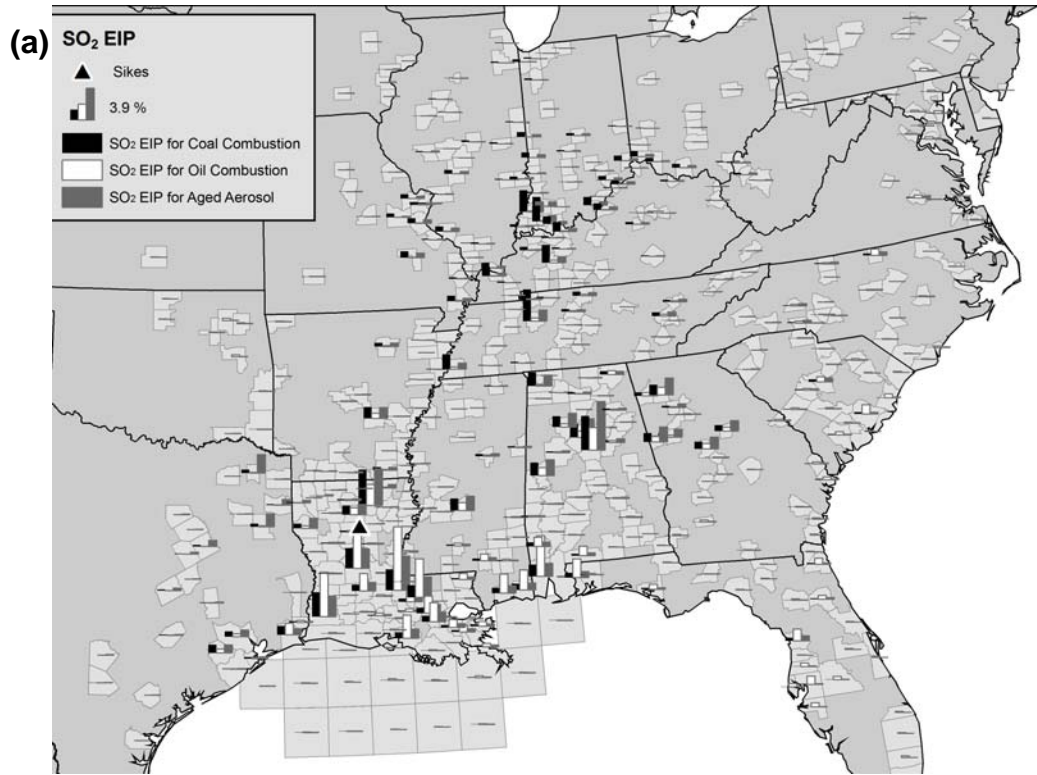 (a)
SO₂ EIP
Sikes
3.9 %
SO₂ EIP for Coal Combustion
SO₂ EIP for Oil Combustion
SO₂ EIP for Aged Aerosol